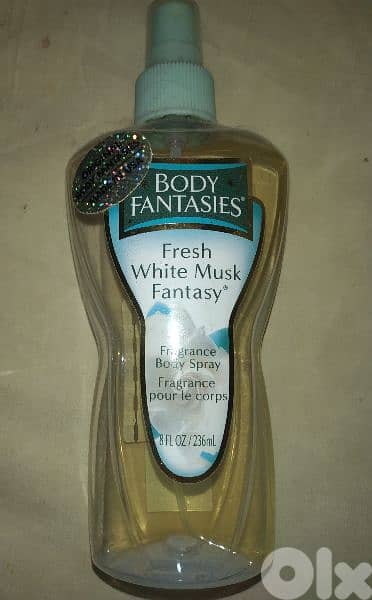 BODY
FANTASIES®
Fresh
White Musk
Fantasy®
Fragrance
Body Spray
Fragrance
pour le corps
8 FL OZ / 236mL
OLX